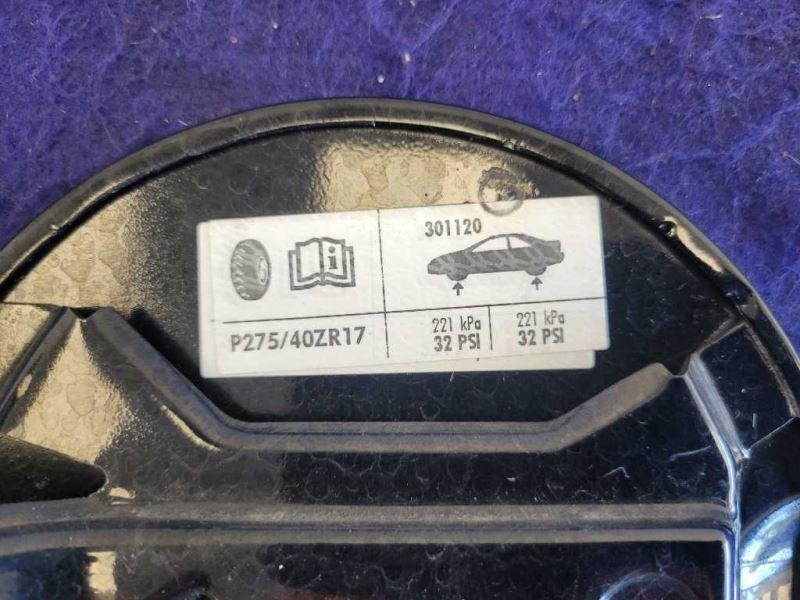 301120
P275/40ZR17
221 kPa 221 kPa
32 PSI 32 PSI